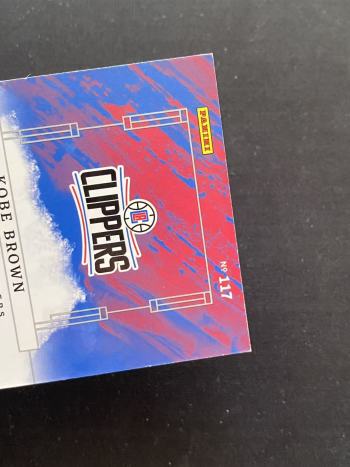 PANINI
Nº 117
CLIPPERS
KOBE BROWN